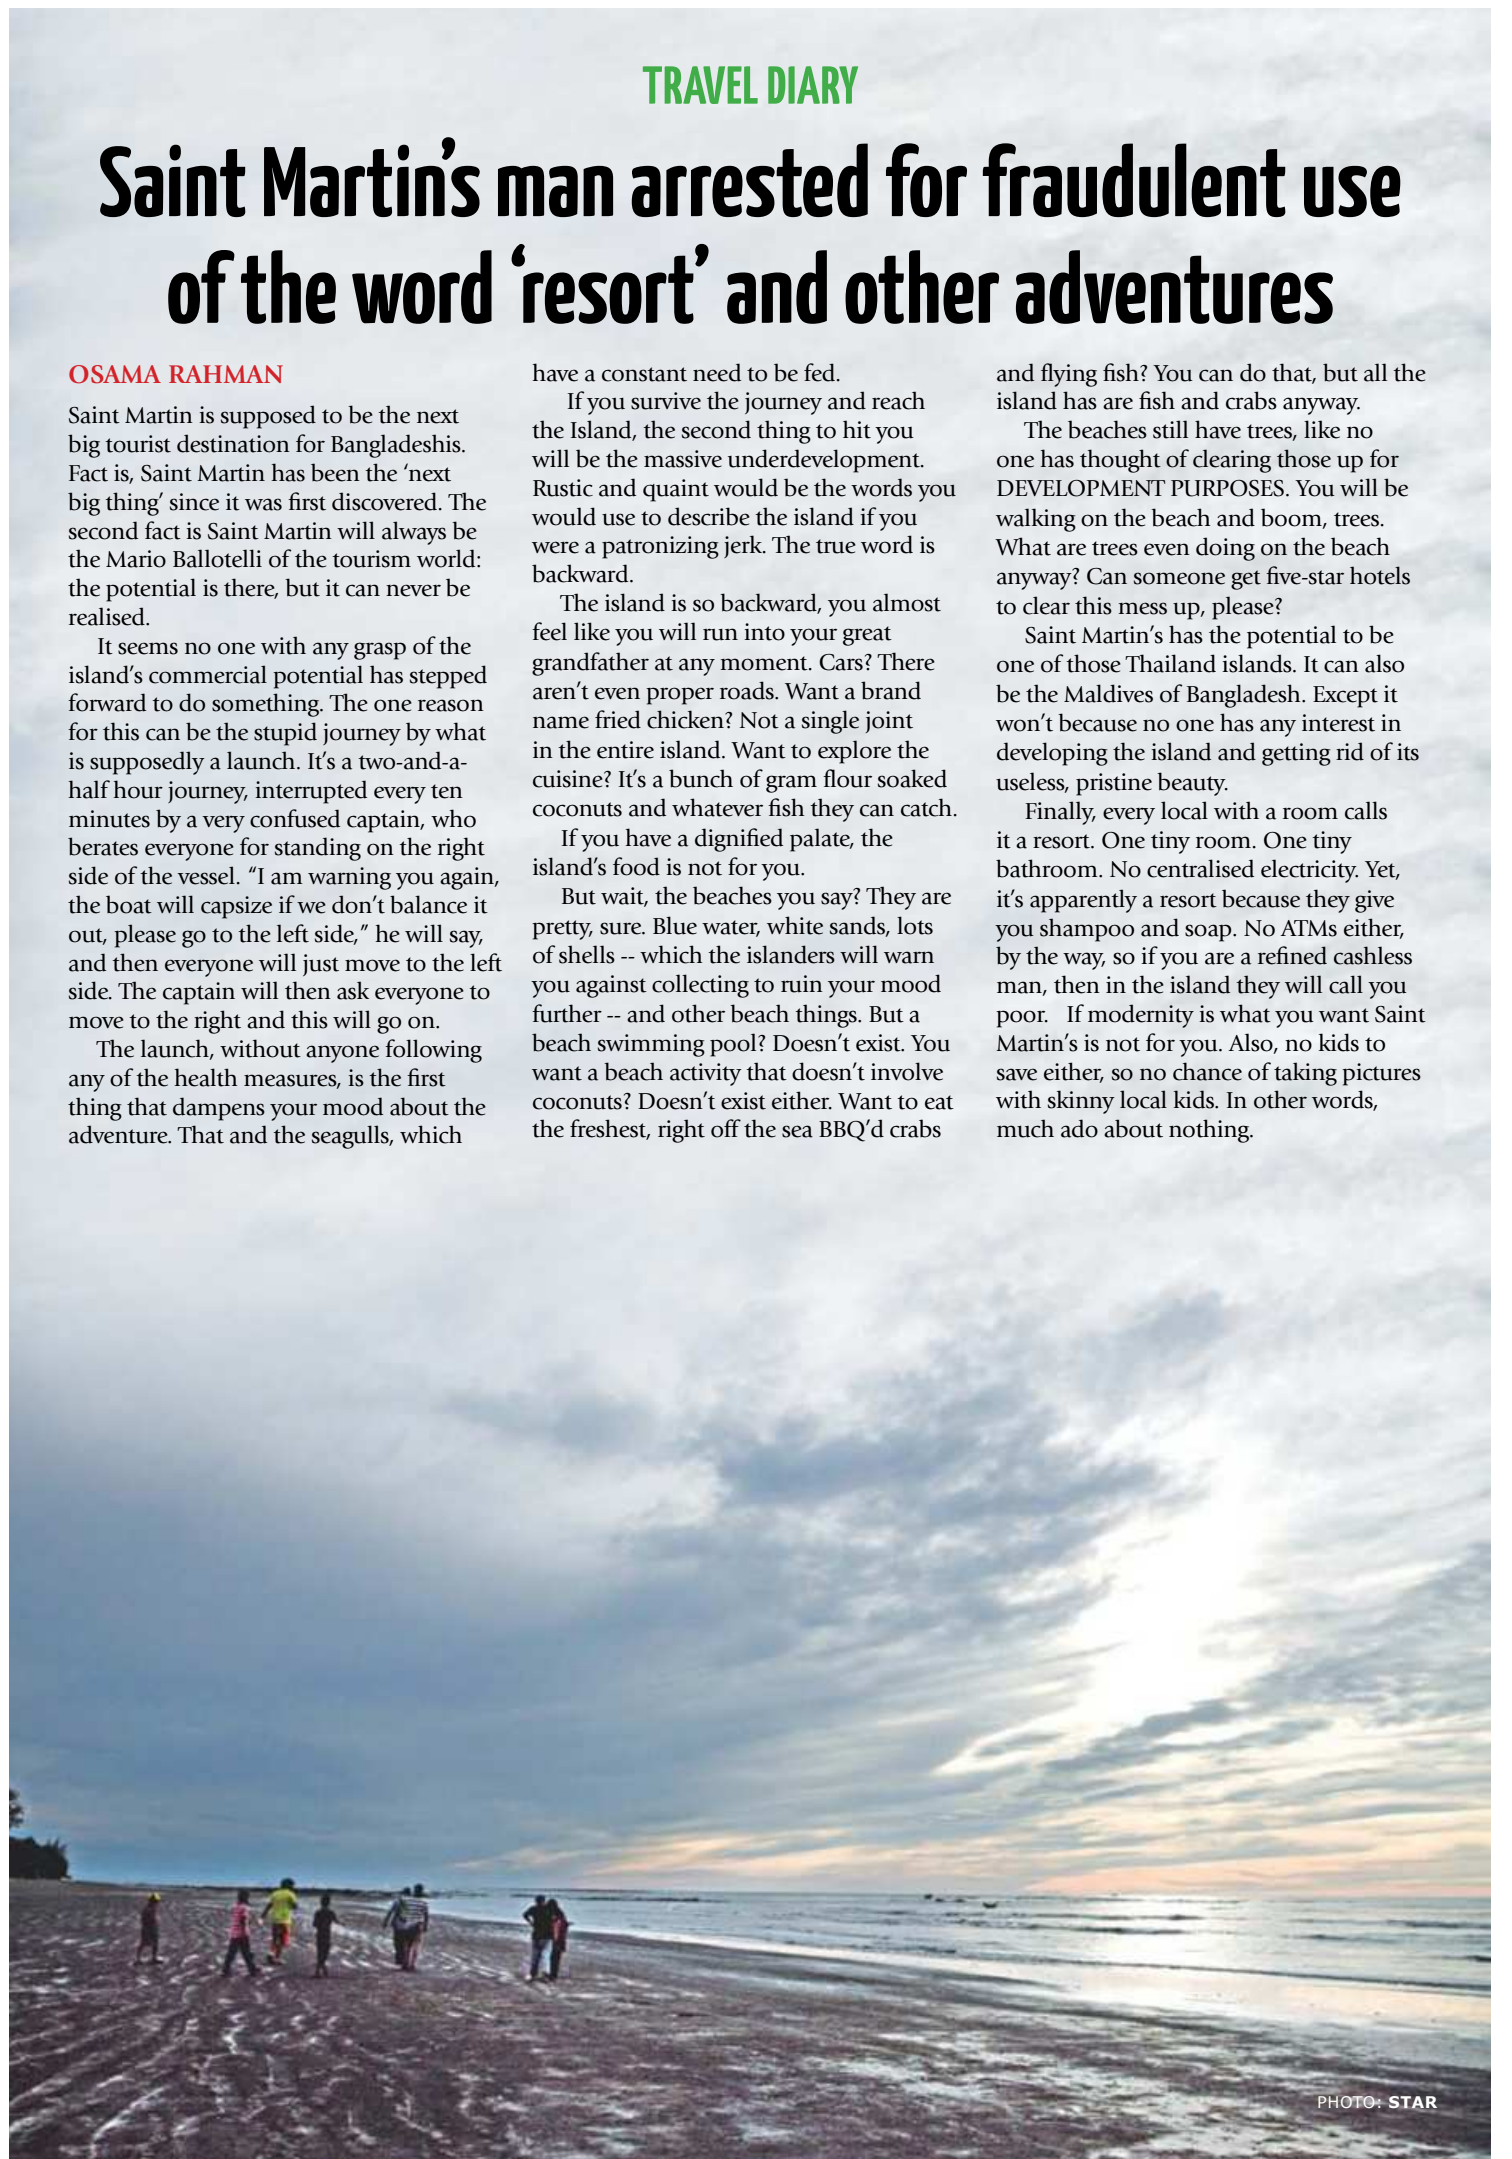 TRAVEL DIARY
Saint Martin's man arrested for fraudulent use
of the word 'resort' and other adventures
OSAMA RAHMAN
Saint Martin is supposed to be the next
big tourist destination for Bangladeshis.
Fact is, Saint Martin has been the 'next
big thing' since it was first discovered. The
second fact is Saint Martin will always be
the Mario Ballotelli of the tourism world:
the potential is there, but it can never be
realised.
It seems no one with any grasp of the
island's commercial potential has stepped
forward to do something. The one reason
for this can be the stupid journey by what
is supposedly a launch. It's a two-and-a-
half hour journey, interrupted every ten
minutes by a very confused captain, who
berates everyone for standing on the right
side of the vessel. "I am warning you again,
the boat will capsize if we don't balance it
out, please go to the left side," he will say,
and then everyone will just move to the left
side. The captain will then ask everyone to
move to the right and this will go on.
The launch, without anyone following
any of the health measures, is the first
thing that dampens your mood about the
adventure. That and the seagulls, which
have a constant need to be fed.
If you survive the journey and reach
the Island, the second thing to hit you
will be the massive underdevelopment.
Rustic and quaint would be the words you
would use to describe the island if you
were a patronizing jerk. The true word is
backward.
The island is so backward, you almost
feel like you will run into your great
grandfather at any moment. Cars? There
aren't even proper roads. Want a brand
name fried chicken? Not a single joint
in the entire island. Want to explore the
cuisine? It's a bunch of gram flour soaked
coconuts and whatever fish they can catch.
If you have a dignified palate, the
island's food is not for you.
But wait, the beaches you say? They are
pretty, sure. Blue water, white sands, lots
of shells -- which the islanders will warn
you against collecting to ruin your mood
further -- and other beach things. But a
beach swimming pool? Doesn't exist. You
want a beach activity that doesn't involve
coconuts? Doesn't exist either. Want to eat
the freshest, right off the sea BBQ'd crabs
and flying fish? You can do that, but all the
island has are fish and crabs anyway.
The beaches still have trees, like no
one has thought of clearing those up for
DEVELOPMENT PURPOSES. You will be
walking on the beach and boom, trees.
What are trees even doing on the beach
anyway? Can someone get five-star hotels
to clear this mess up, please?
Saint Martin's has the potential to be
one of those Thailand islands. It can also
be the Maldives of Bangladesh. Except it
won't because no one has any interest in
developing the island and getting rid of its
useless, pristine beauty.
Finally, every local with a room calls
it a resort. One tiny room. One tiny
bathroom. No centralised electricity. Yet,
it's apparently a resort because they give
you shampoo and soap. No ATMs either,
by the way, so if you are a refined cashless
man, then in the island they will call you
poor. If modernity is what you want Saint
Martin's is not for you. Also, no kids to
save either, so no chance of taking pictures
with skinny local kids. In other words,
much ado about nothing.
PHOTO: STAR